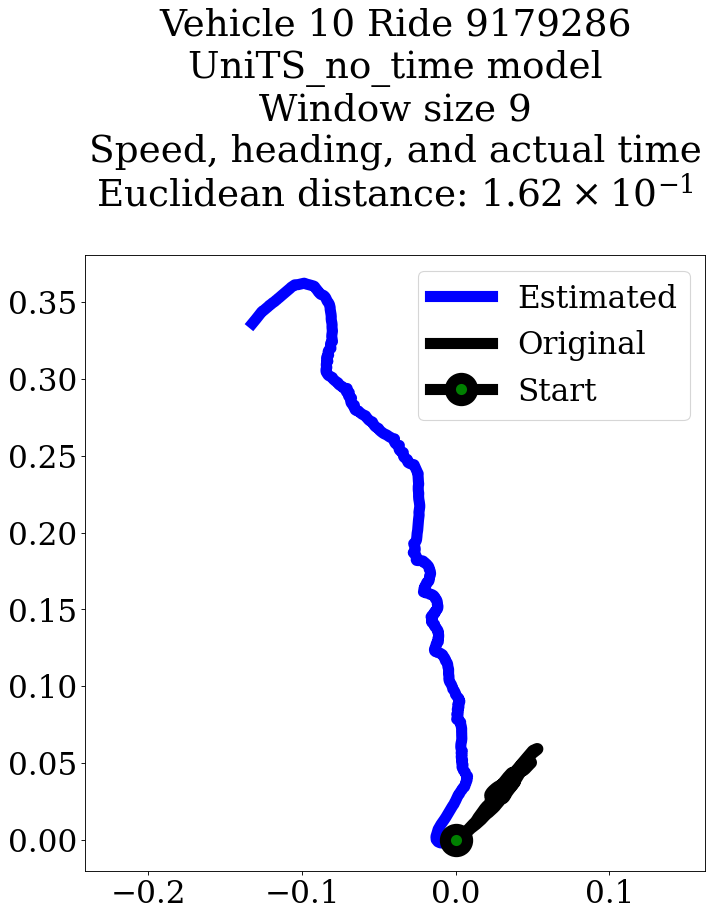 Vehicle 10 Ride 9179286
UniTS_no_time model
Window size 9
Speed, heading, and actual time
Euclidean distance: 1.62 × 10⁻¹
Estimated
Original
Start
0.35
0.30
0.25
0.20
0.15
0.10
0.05
0.00
−0.2 −0.1 0.0 0.1